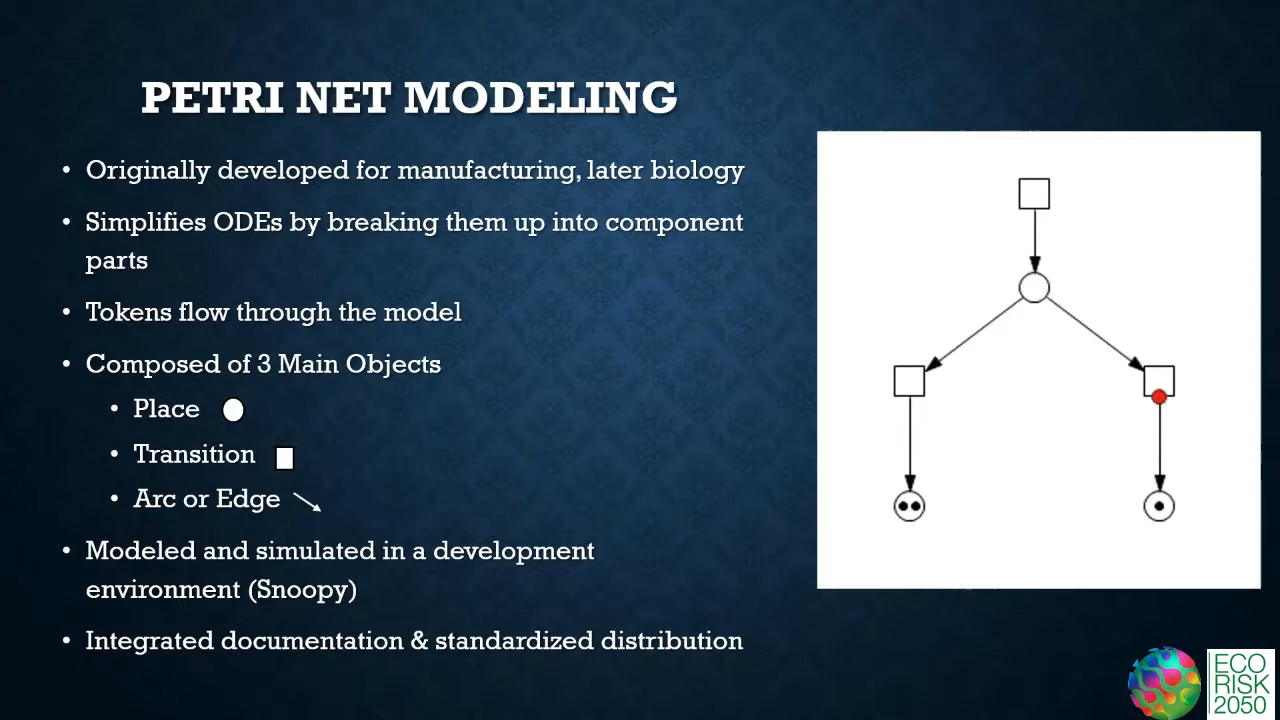 PETRI NET MODELING
• Originally developed for manufacturing, later biology
• Simplifies ODEs by breaking them up into component
parts
• Tokens flow through the model
• Composed of 3 Main Objects
• Place
• Transition
• Arc or Edge
• Modeled and simulated in a development
environment (Snoopy)
• Integrated documentation & standardized distribution
ECO
RISK
2050